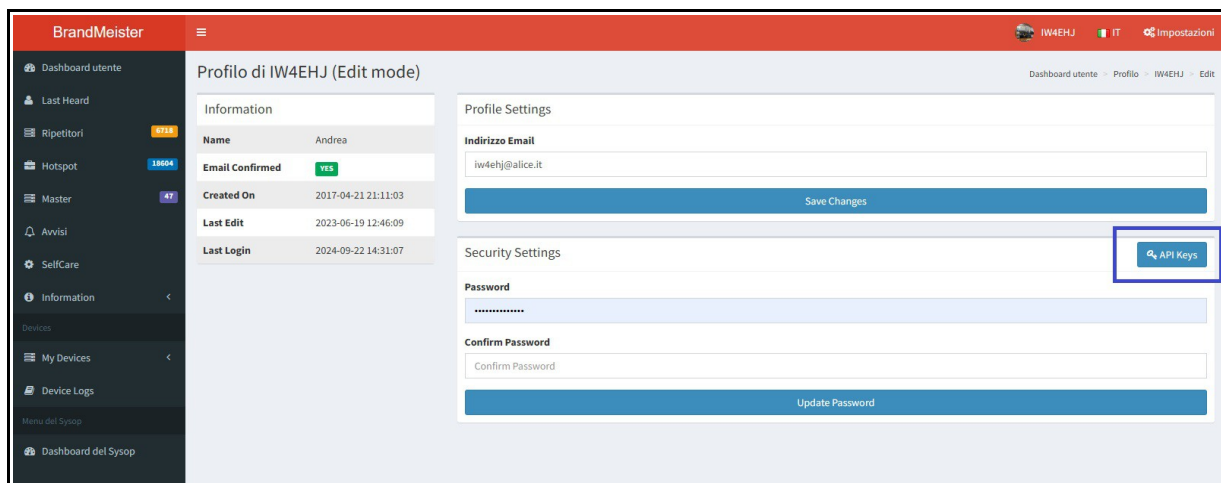 BrandMeister
IW4EHJ
IT
Impostazioni
Dashboard utente
Last Heard
Ripetitori 6718
Hotspot 18604
Master 47
Avvisi
SelfCare
Information
Devices
My Devices
Device Logs
Menu del Sysop
Dashboard del Sysop
Profilo di IW4EHJ (Edit mode)
Dashboard utente > Profilo > IW4EHJ > Edit
Information
Name Andrea
Email Confirmed YES
Created On 2017-04-21 21:11:03
Last Edit 2023-06-19 12:46:09
Last Login 2024-09-22 14:31:07
Profile Settings
Indirizzo Email
iw4ehj@alice.it
Save Changes
Security Settings
API Keys
Password
••••••••••••••
Confirm Password
Confirm Password
Update Password